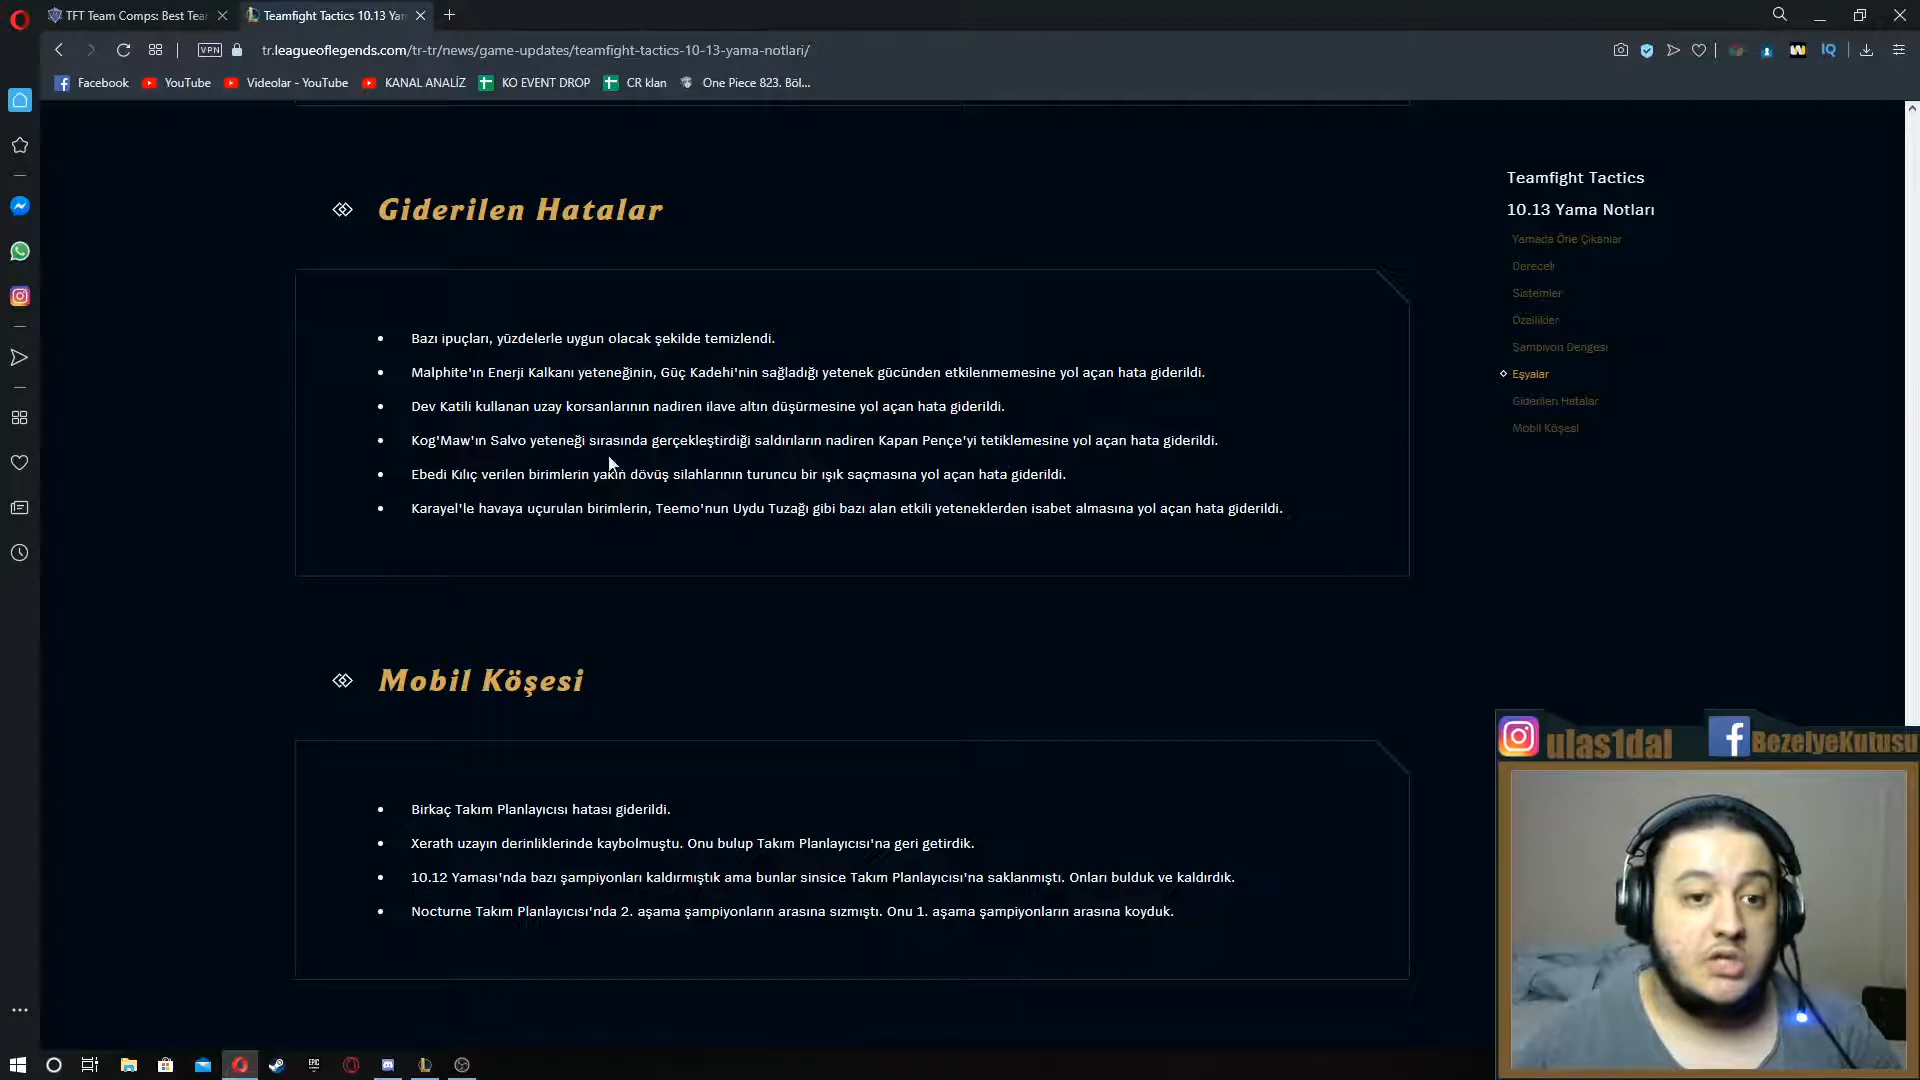 TFT Team Comps: Best Tea
Teamfight Tactics 10.13 Ya
VPN
tr.leagueoflegends.com/tr-tr/news/game-updates/teamfight-tactics-10-13-yama-notlari/
IQ
Facebook
YouTube
Videolar - YouTube
KANAL ANALİZ
KO EVENT DROP
CR klan
One Piece 823. Böl...
Giderilen Hatalar
Bazı ipuçları, yüzdelerle uygun olacak şekilde temizlendi.
Malphite'ın Enerji Kalkanı yeteneğinin, Güç Kadehi'nin sağladığı yetenek gücünden etkilenmemesine yol açan hata giderildi.
Dev Katili kullanan uzay korsanlarının nadiren ilave altın düşürmesine yol açan hata giderildi.
Kog'Maw'ın Salvo yeteneği sırasında gerçekleştirdiği saldırıların nadiren Kapan Pençe'yi tetiklemesine yol açan hata giderildi.
Ebedi Kılıç verilen birimlerin yakın dövüş silahlarının turuncu bir ışık saçmasına yol açan hata giderildi.
Karayel'le havaya uçurulan birimlerin, Teemo'nun Uydu Tuzağı gibi bazı alan etkili yeteneklerden isabet almasına yol açan hata giderildi.
Mobil Köşesi
Birkaç Takım Planlayıcısı hatası giderildi.
Xerath uzayın derinliklerinde kaybolmuştu. Onu bulup Takım Planlayıcısı'na geri getirdik.
10.12 Yaması'nda bazı şampiyonları kaldırmıştık ama bunlar sinsice Takım Planlayıcısı'na saklanmıştı. Onları bulduk ve kaldırdık.
Nocturne Takım Planlayıcısı'nda 2. aşama şampiyonların arasına sızmıştı. Onu 1. aşama şampiyonların arasına koyduk.
Teamfight Tactics
10.13 Yama Notları
Yamada Öne Çıkanlar
Dereceli
Sistemler
Özellikler
Şampiyon Dengesi
Eşyalar
Giderilen Hatalar
Mobil Köşesi
ulas1dal
BezelyeKutusu
EPIC